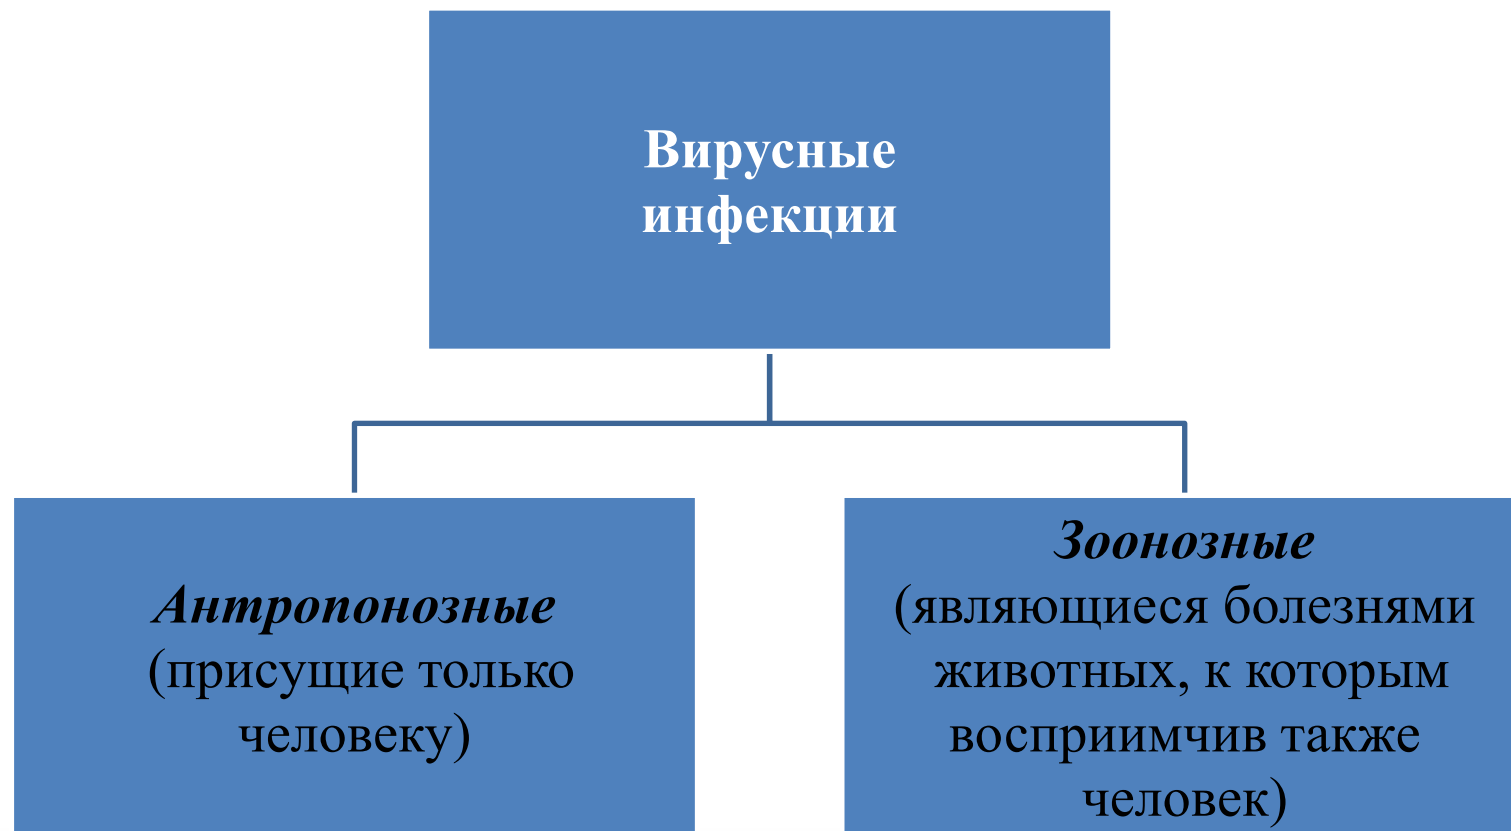 Вирусные
инфекции
Антропонозные
(присущие только
человеку)
Зоонозные
(являющиеся болезнями
животных, к которым
восприимчив также
человек)